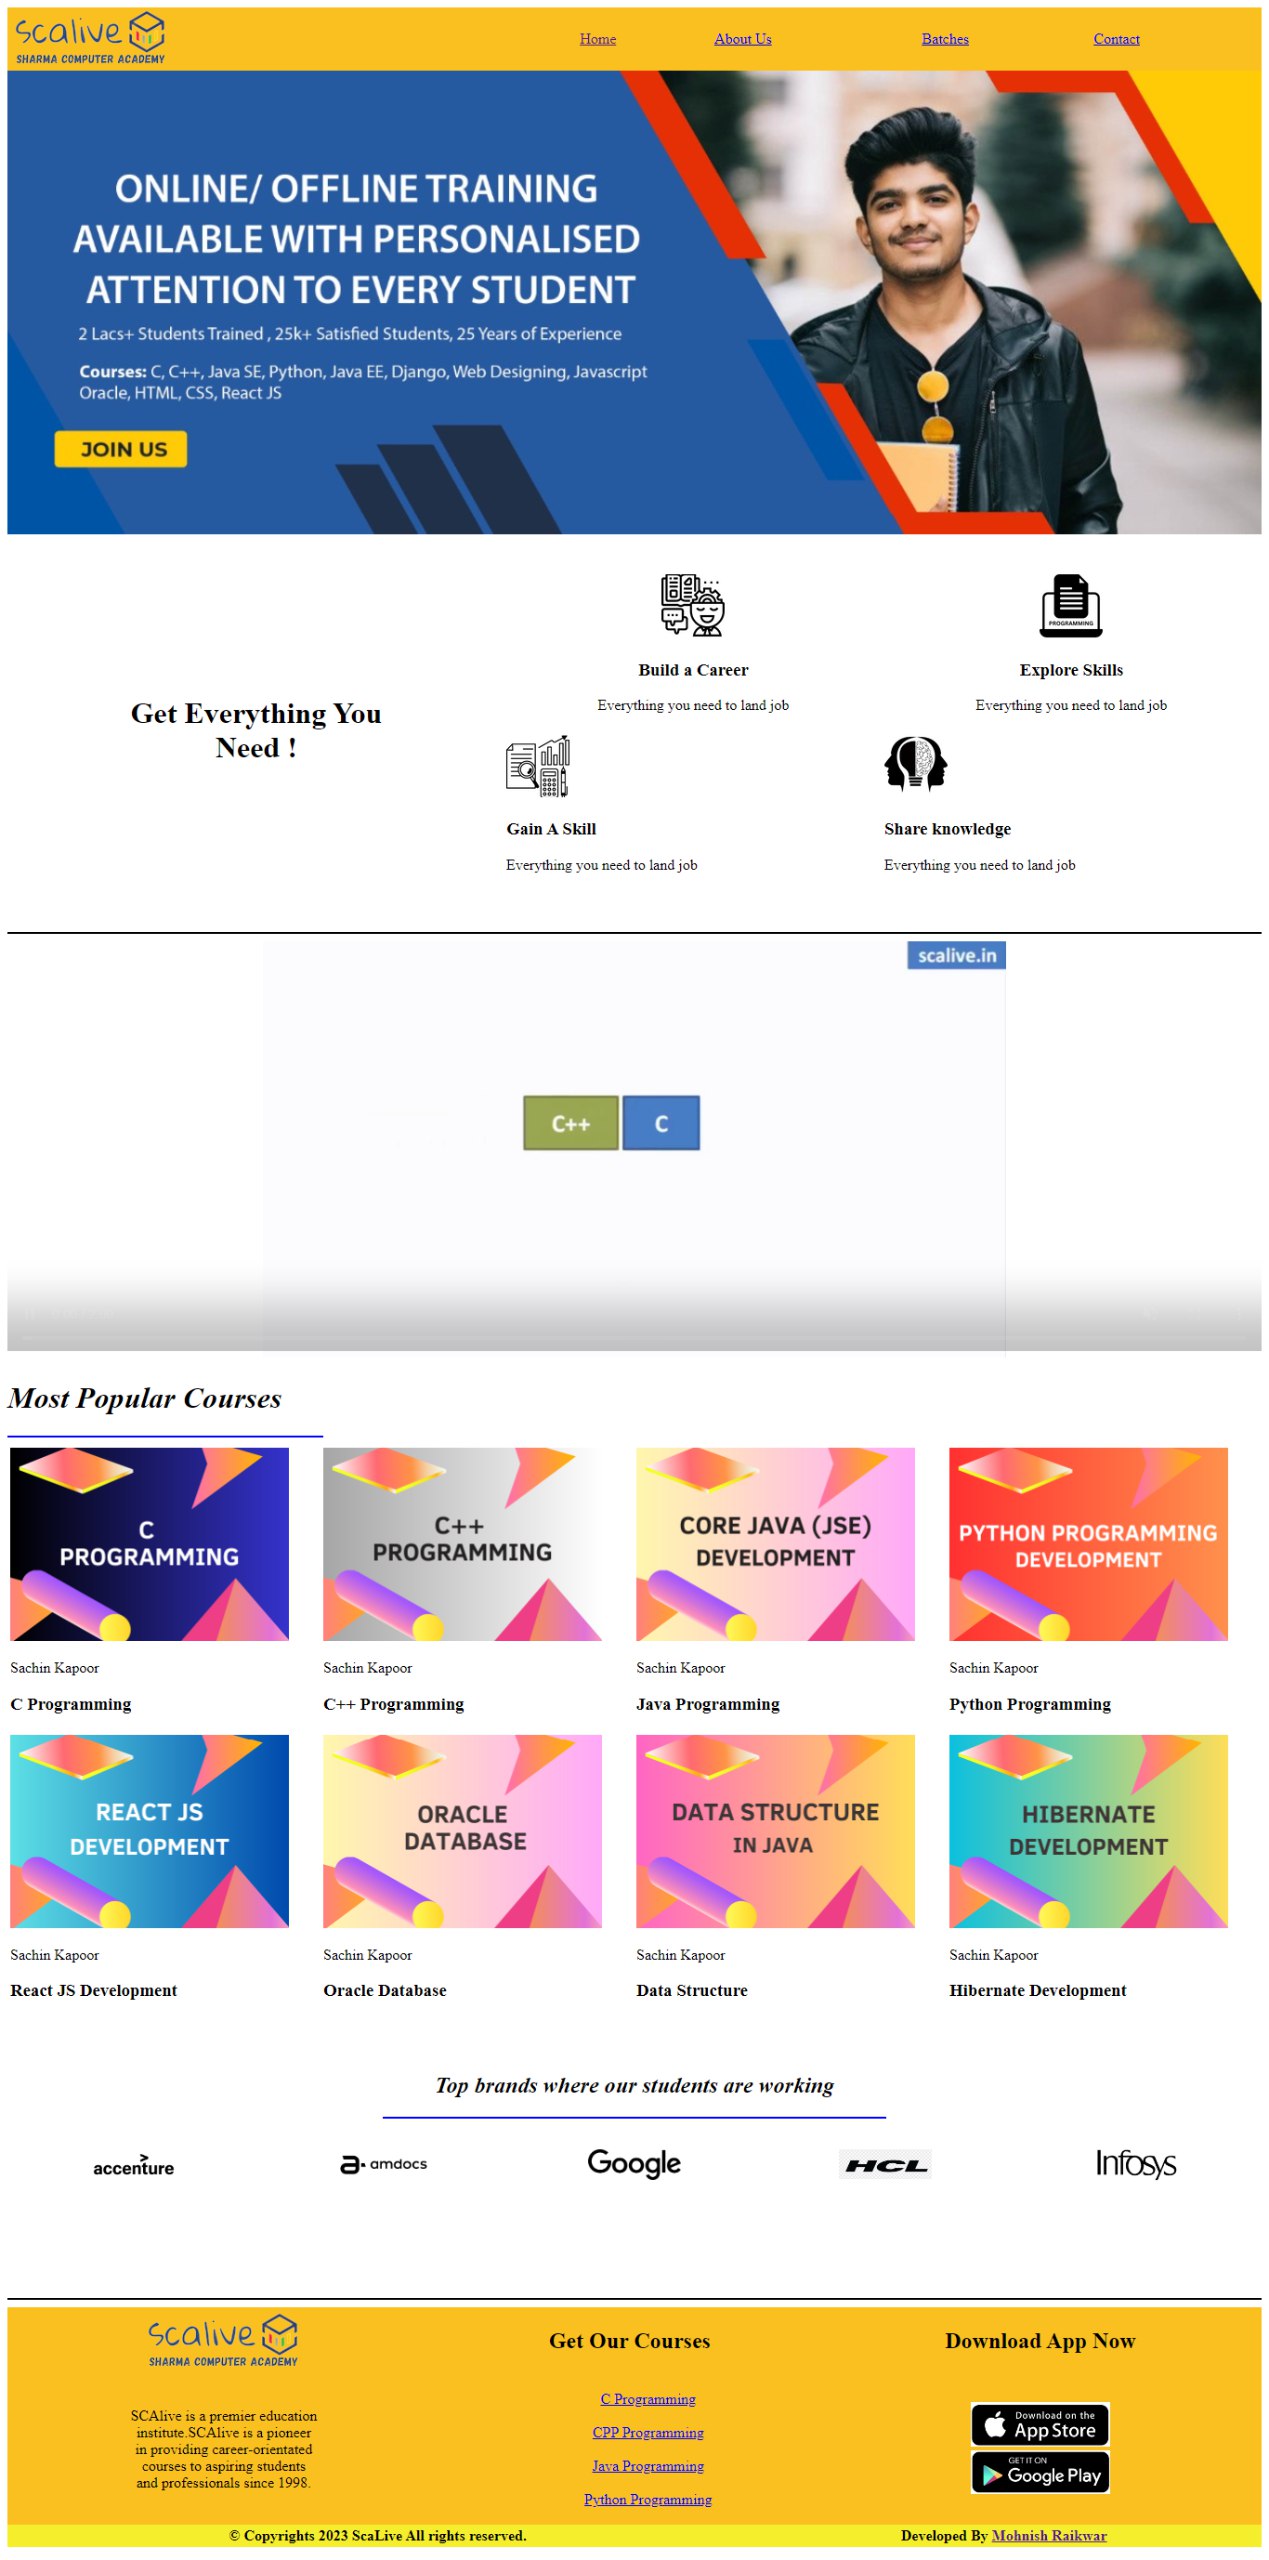 scalive
SHARMA COMPUTER ACADEMY
Home
About Us
Batches
Contact
ONLINE/ OFFLINE TRAINING
AVAILABLE WITH PERSONALISED
ATTENTION TO EVERY STUDENT
2 Lacs+ Students Trained , 25k+ Satisfied Students, 25 Years of Experience
Courses: C, C++, Java SE, Python, Java EE, Django, Web Designing, Javascript
Oracle, HTML, CSS, React JS
JOIN US
Get Everything You
Need !
PROGRAMMING
Build a Career
Explore Skills
Everything you need to land job
Everything you need to land job
Gain A Skill
Share knowledge
Everything you need to land job
Everything you need to land job
scalive.in
C++
C
Most Popular Courses
C
PROGRAMMING
C++
PROGRAMMING
CORE JAVA (JSE)
DEVELOPMENT
PYTHON PROGRAMMING
DEVELOPMENT
Sachin Kapoor
Sachin Kapoor
Sachin Kapoor
Sachin Kapoor
C Programming
C++ Programming
Java Programming
Python Programming
REACT JS
DEVELOPMENT
ORACLE
DATABASE
DATA STRUCTURE
IN JAVA
HIBERNATE
DEVELOPMENT
Sachin Kapoor
Sachin Kapoor
Sachin Kapoor
Sachin Kapoor
React JS Development
Oracle Database
Data Structure
Hibernate Development
Top brands where our students are working
accenture
amdocs
Google
HCL
Infosys
scalive
SHARMA COMPUTER ACADEMY
SCAlive is a premier education
institute.SCAlive is a pioneer
in providing career-orientated
courses to aspiring students
and professionals since 1998.
Get Our Courses
C Programming
CPP Programming
Java Programming
Python Programming
Download App Now
Download on the
App Store
GET IT ON
Google Play
© Copyrights 2023 ScaLive All rights reserved.
Developed By Mohnish Raikwar